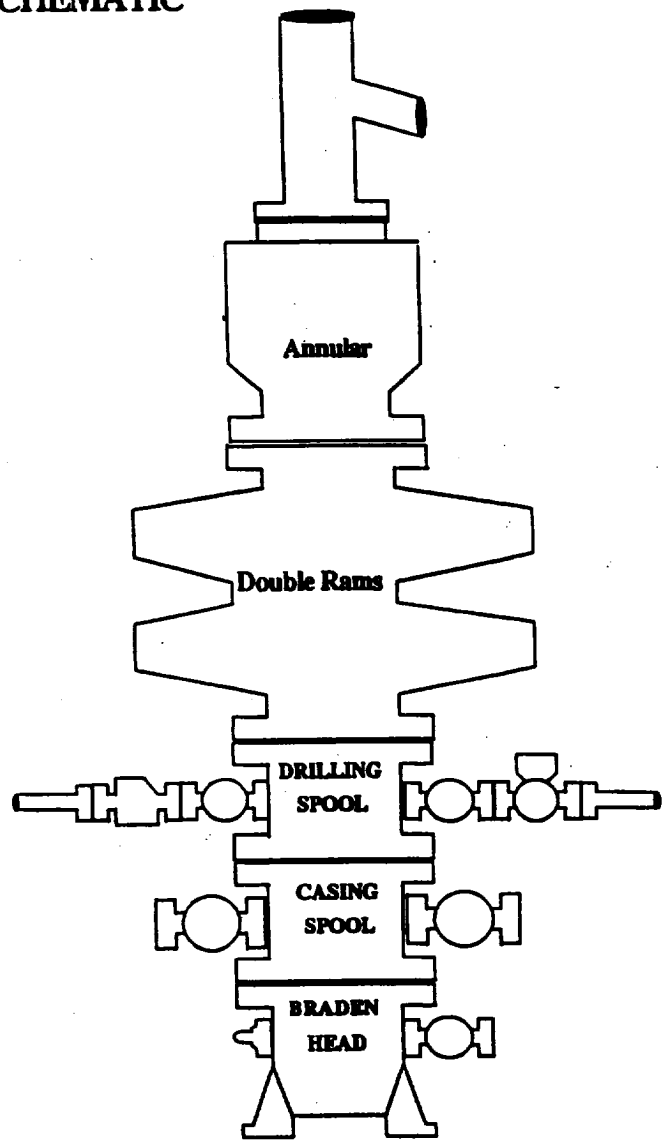 CHEMATIC
Annular
Double Rams
DRILLING
SPOOL
CASING
SPOOL
BRADEN
HEAD